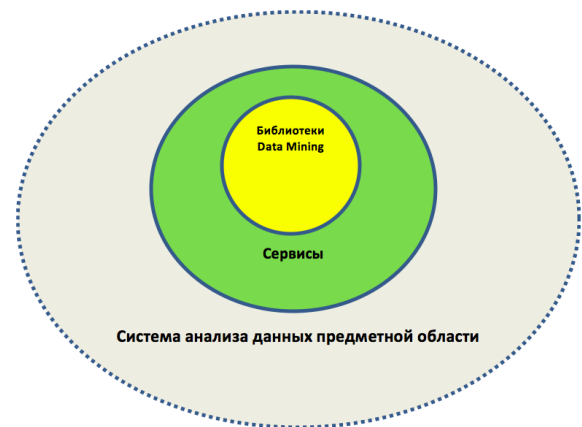 Библиотеки
Data Mining
Сервисы
Система анализа данных предметной области